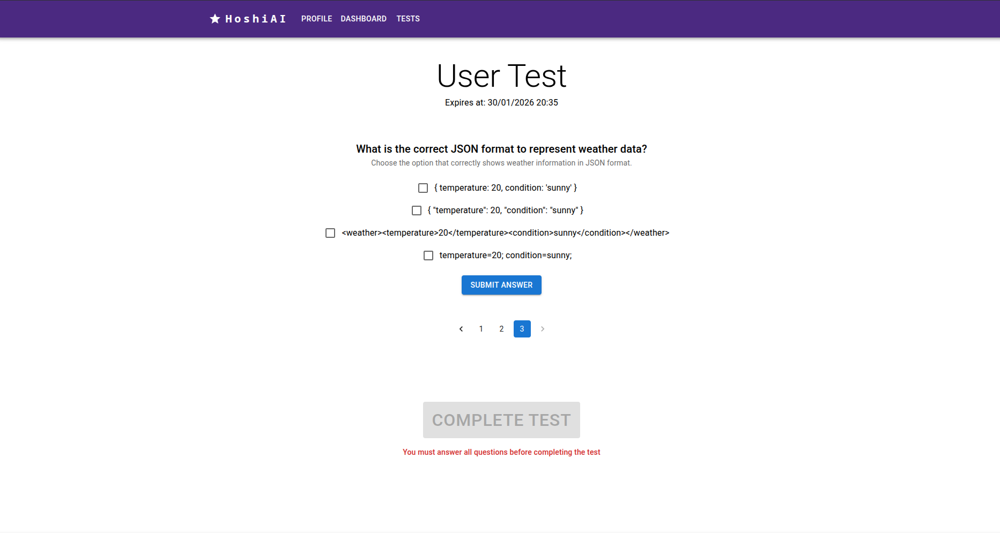 HoshiAI PROFILE DASHBOARD TESTS
User Test
Expires at: 30/01/2026 20:35
What is the correct JSON format to represent weather data?
Choose the option that correctly shows weather information in JSON format.
{ temperature: 20, condition: 'sunny' }
{ "temperature": 20, "condition": "sunny" }
<weather><temperature>20</temperature><condition>sunny</condition></weather>
temperature=20; condition=sunny;
SUBMIT ANSWER
1 2 3
COMPLETE TEST
You must answer all questions before completing the test